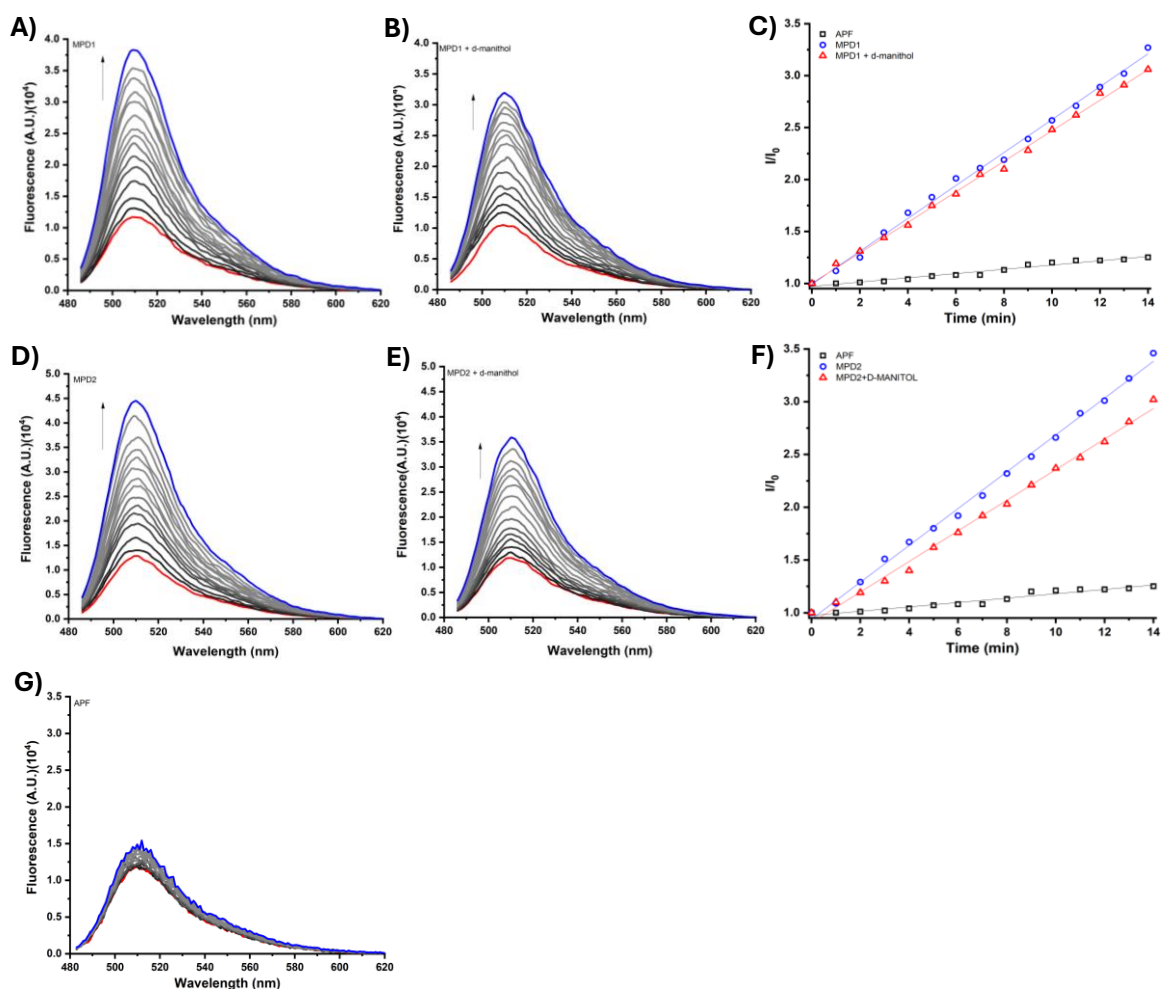 A)
MPD1
Fluorescence (A.U.)(10⁴)
4.0
3.5
3.0
2.5
2.0
1.5
1.0
0.5
0.0
480 500 520 540 560 580 600 620
Wavelength (nm)
B)
MPD1 + d-manithol
Fluorescence (A.U.)(10⁴)
4.0
3.5
3.0
2.5
2.0
1.5
1.0
0.5
0.0
480 500 520 540 560 580 600 620
Wavelength (nm)
C)
APF
MPD1
MPD1 + d-manithol
I/I₀
3.5
3.0
2.5
2.0
1.5
1.0
0 2 4 6 8 10 12 14
Time (min)
D)
MPD2
Fluorescence (A.U.)(10⁴)
5.0
4.5
4.0
3.5
3.0
2.5
2.0
1.5
1.0
0.5
0.0
480 500 520 540 560 580 600 620
Wavelength (nm)
E)
MPD2 + d-manithol
Fluorescence(A.U.)(10⁴)
5.0
4.5
4.0
3.5
3.0
2.5
2.0
1.5
1.0
0.5
0.0
480 500 520 540 560 580 600 620
Wavelength (nm)
F)
APF
MPD2
MPD2+D-MANITOL
I/I₀
3.5
3.0
2.5
2.0
1.5
1.0
0 2 4 6 8 10 12 14
Time (min)
G)
APF
Fluorescence (A.U.)(10⁴)
3.5
3.0
2.5
2.0
1.5
1.0
0.5
0.0
480 500 520 540 560 580 600 620
Wavelength (nm)